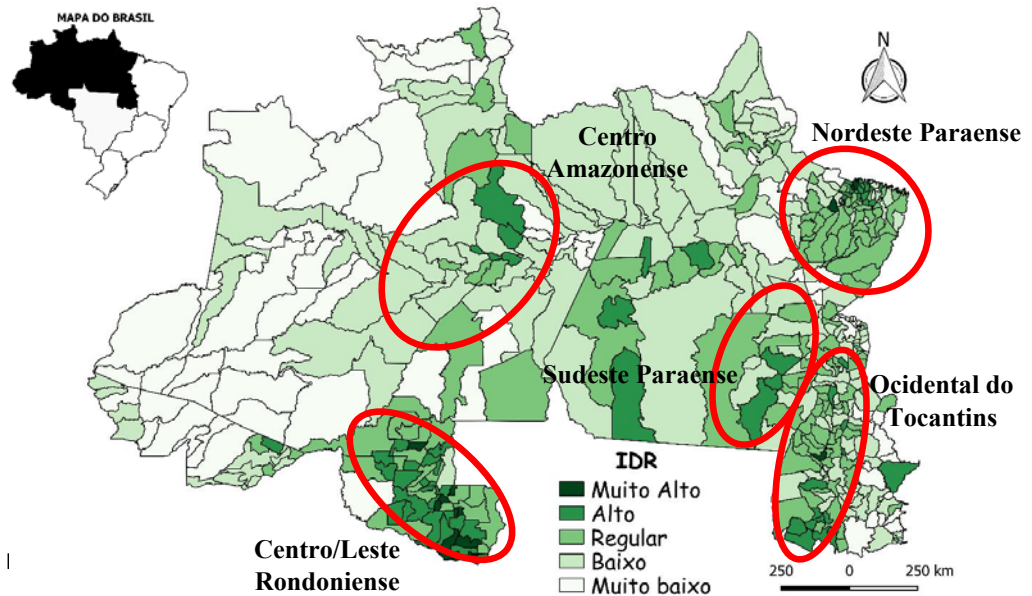 MAPA DO BRASIL
N
Nordeste Paraense
Centro
Amazonense
Sudeste Paraense
Ocidental do
Tocantins
Centro/Leste
Rondoniense
IDR
Muito Alto
Alto
Regular
Baixo
Muito baixo
250 0 250 km